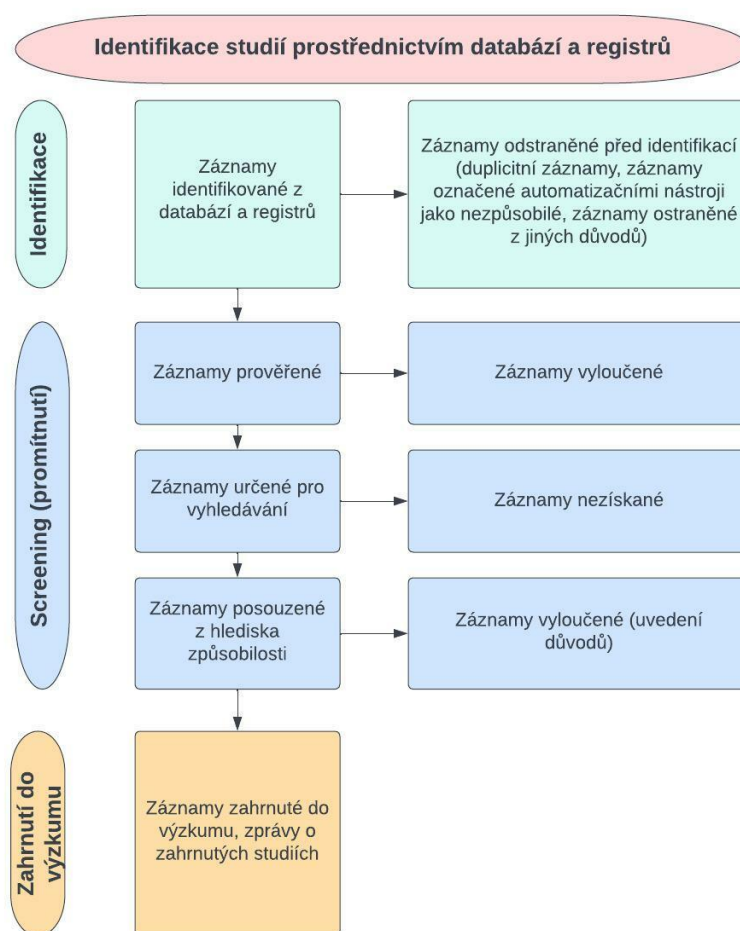 Identifikace studií prostřednictvím databází a registrů
Identifikace
Záznamy
identifikované z
databází a registrů
Záznamy odstraněné před identifikací
(duplicitní záznamy, záznamy
označené automatizačními nástroji
jako nezpůsobilé, záznamy ostraněné
z jiných důvodů)
Screening (promítnutí)
Záznamy prověřené
Záznamy vyloučené
Záznamy určené pro
vyhledávání
Záznamy nezískané
Záznamy posouzené
z hlediska
způsobilosti
Záznamy vyloučené (uvedení
důvodů)
Zahrnutí do
výzkumu
Záznamy zahrnuté do
výzkumu, zprávy o
zahrnutých studiích